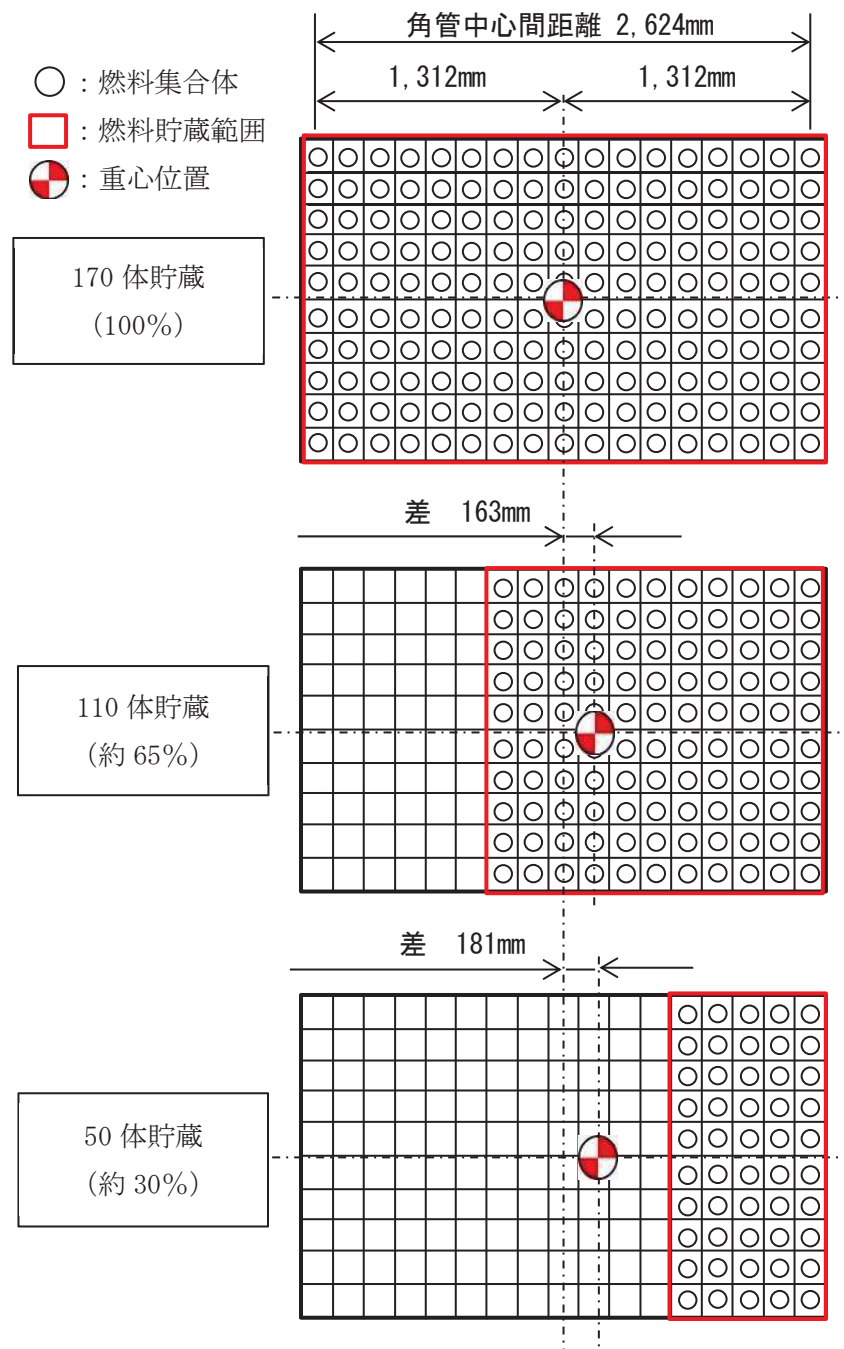 角管中心間距離 2,624mm
1,312mm 1,312mm
○：燃料集合体
：燃料貯蔵範囲
：重心位置
170 体貯蔵
（100％）
差 163mm
110 体貯蔵
（約 65％）
差 181mm
50 体貯蔵
（約 30％）